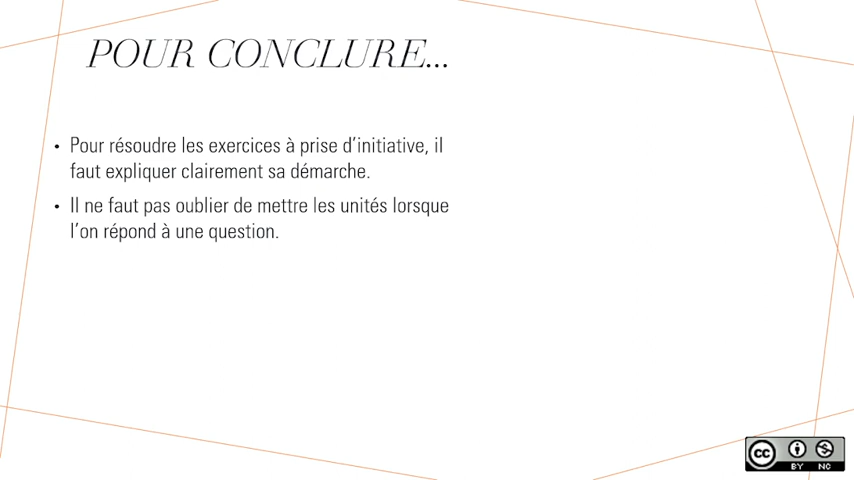 POUR CONCLURE...
• Pour résoudre les exercices à prise d’initiative, il
faut expliquer clairement sa démarche.
• Il ne faut pas oublier de mettre les unités lorsque
l’on répond à une question.
cc
BY NC